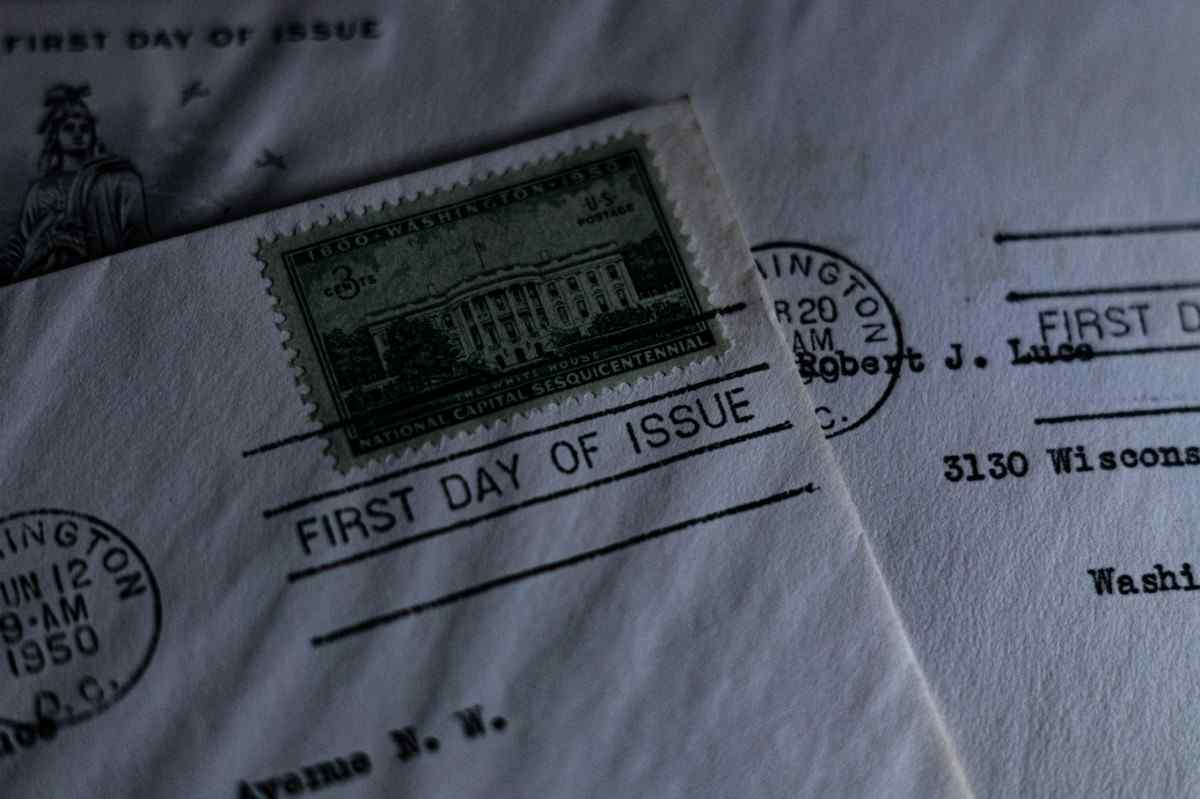 FIRST DAY OF ISSUE
1800·WASHINGTON·1950
U.S.
POSTAGE
3
CENTS
THE WHITE HOUSE
NATIONAL CAPITAL SESQUICENTENNIAL
FIRST DAY OF ISSUE
INGTON
UN 12
9·AM
1950
D.C.
Avenue N. W.
INGTON
R 20
AM
C.
FIRST D
Robert J. Luce
3130 Wiscons
Washi